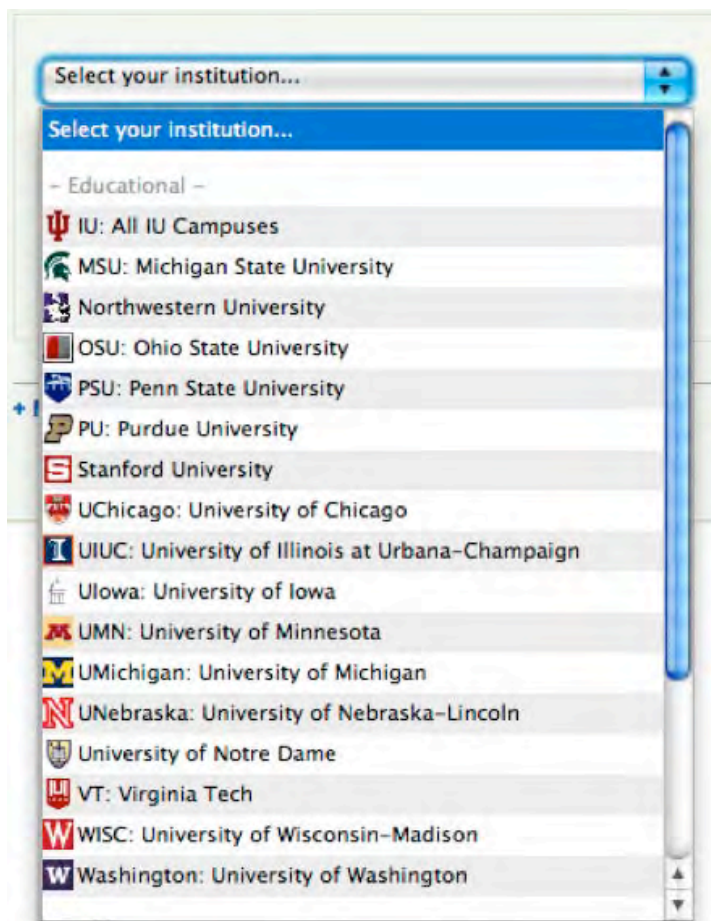 Select your institution...
Select your institution...
– Educational –
IU: All IU Campuses
MSU: Michigan State University
Northwestern University
OSU: Ohio State University
PSU: Penn State University
PU: Purdue University
Stanford University
UChicago: University of Chicago
UIUC: University of Illinois at Urbana–Champaign
UIowa: University of Iowa
UMN: University of Minnesota
UMichigan: University of Michigan
UNebraska: University of Nebraska–Lincoln
University of Notre Dame
VT: Virginia Tech
WISC: University of Wisconsin–Madison
Washington: University of Washington